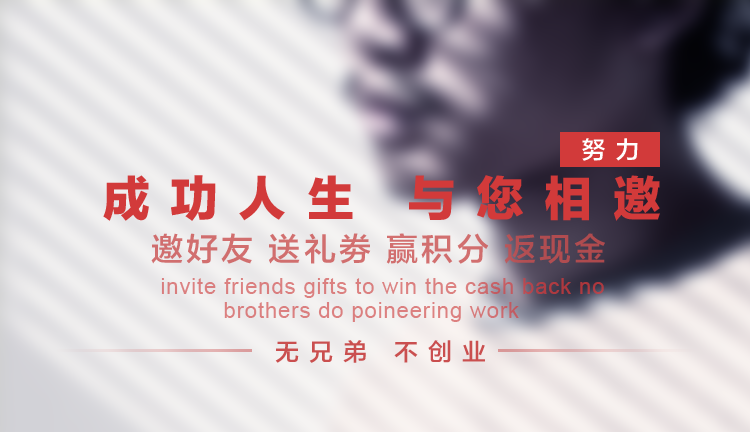 努力
成功人生 与您相邀
邀好友 送礼劵 赢积分 返现金
invite friends gifts to win the cash back no
brothers do poineering work
无兄弟 不创业